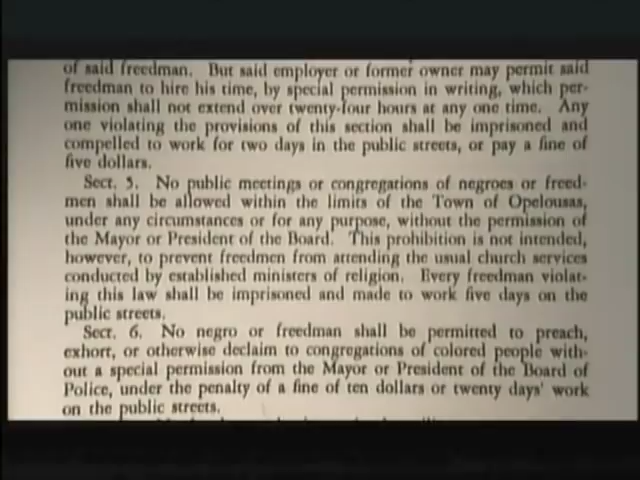 of said freedman. But said employer or former owner may permit said
freedman to hire his time, by special permission in writing, which per-
mission shall not extend over twenty-four hours at any one time. Any
one violating the provisions of this section shall be imprisoned and
compelled to work for two days in the public streets, or pay a fine of
five dollars.
Sect. 5. No public meetings or congregations of negroes or freed-
men shall be allowed within the limits of the Town of Opelousas,
under any circumstances or for any purpose, without the permission of
the Mayor or President of the Board. This prohibition is not intended,
however, to prevent freedmen from attending the usual church services
conducted by established ministers of religion. Every freedman violat-
ing this law shall be imprisoned and made to work five days on the
public streets.
Sect. 6. No negro or freedman shall be permitted to preach,
exhort, or otherwise declaim to congregations of colored people with-
out a special permission from the Mayor or President of the Board of
Police, under the penalty of a fine of ten dollars or twenty days' work
on the public streets.